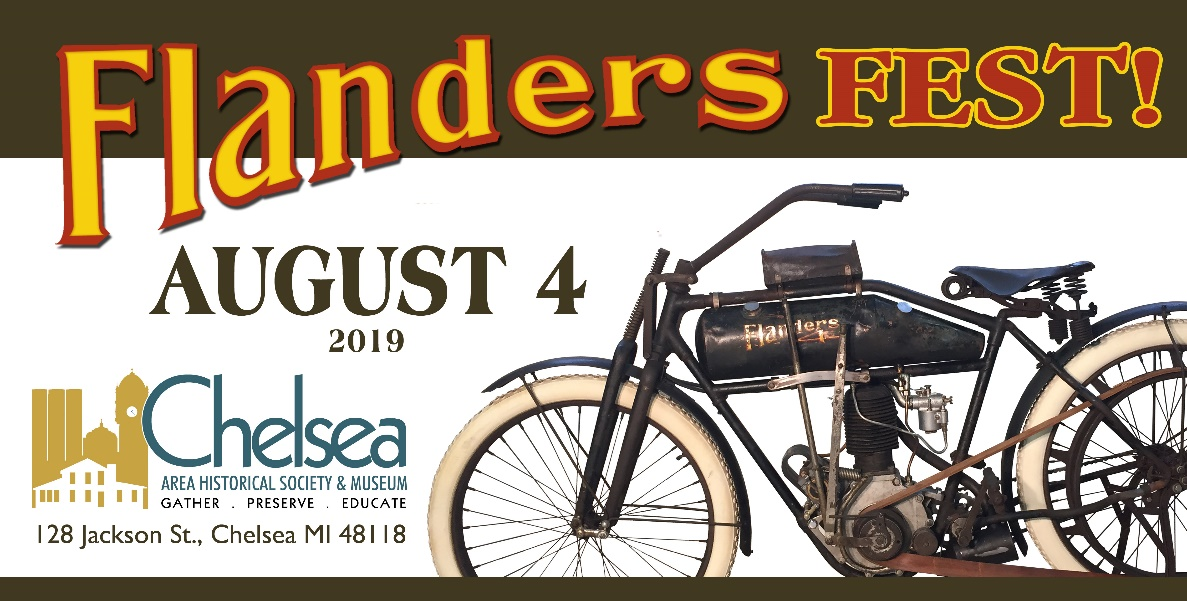 Flanders FEST!
AUGUST 4
2019
Flanders
Chelsea
AREA HISTORICAL SOCIETY & MUSEUM
GATHER . PRESERVE . EDUCATE
128 Jackson St., Chelsea MI 48118